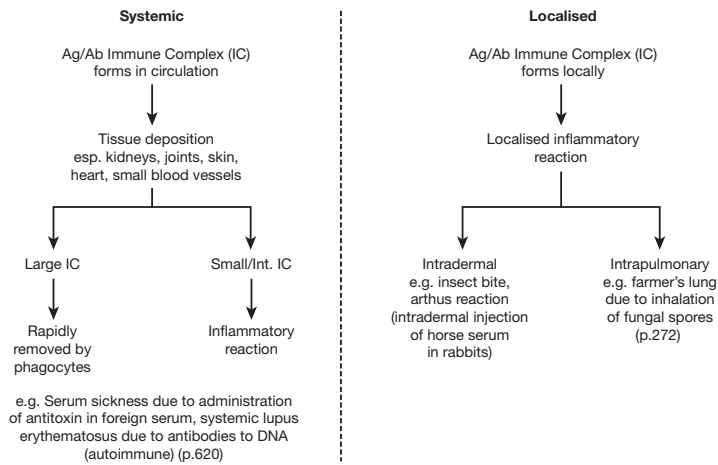 Systemic
Ag/Ab Immune Complex (IC)
forms in circulation
Tissue deposition
esp. kidneys, joints, skin,
heart, small blood vessels
Large IC
Rapidly
removed by
phagocytes
Small/Int. IC
Inflammatory
reaction
e.g. Serum sickness due to administration
of antitoxin in foreign serum, systemic lupus
erythematosus due to antibodies to DNA
(autoimmune) (p.620)
Localised
Ag/Ab Immune Complex (IC)
forms locally
Localised inflammatory
reaction
Intradermal
e.g. insect bite,
arthus reaction
(intradermal injection
of horse serum
in rabbits)
Intrapulmonary
e.g. farmer's lung
due to inhalation
of fungal spores
(p.272)